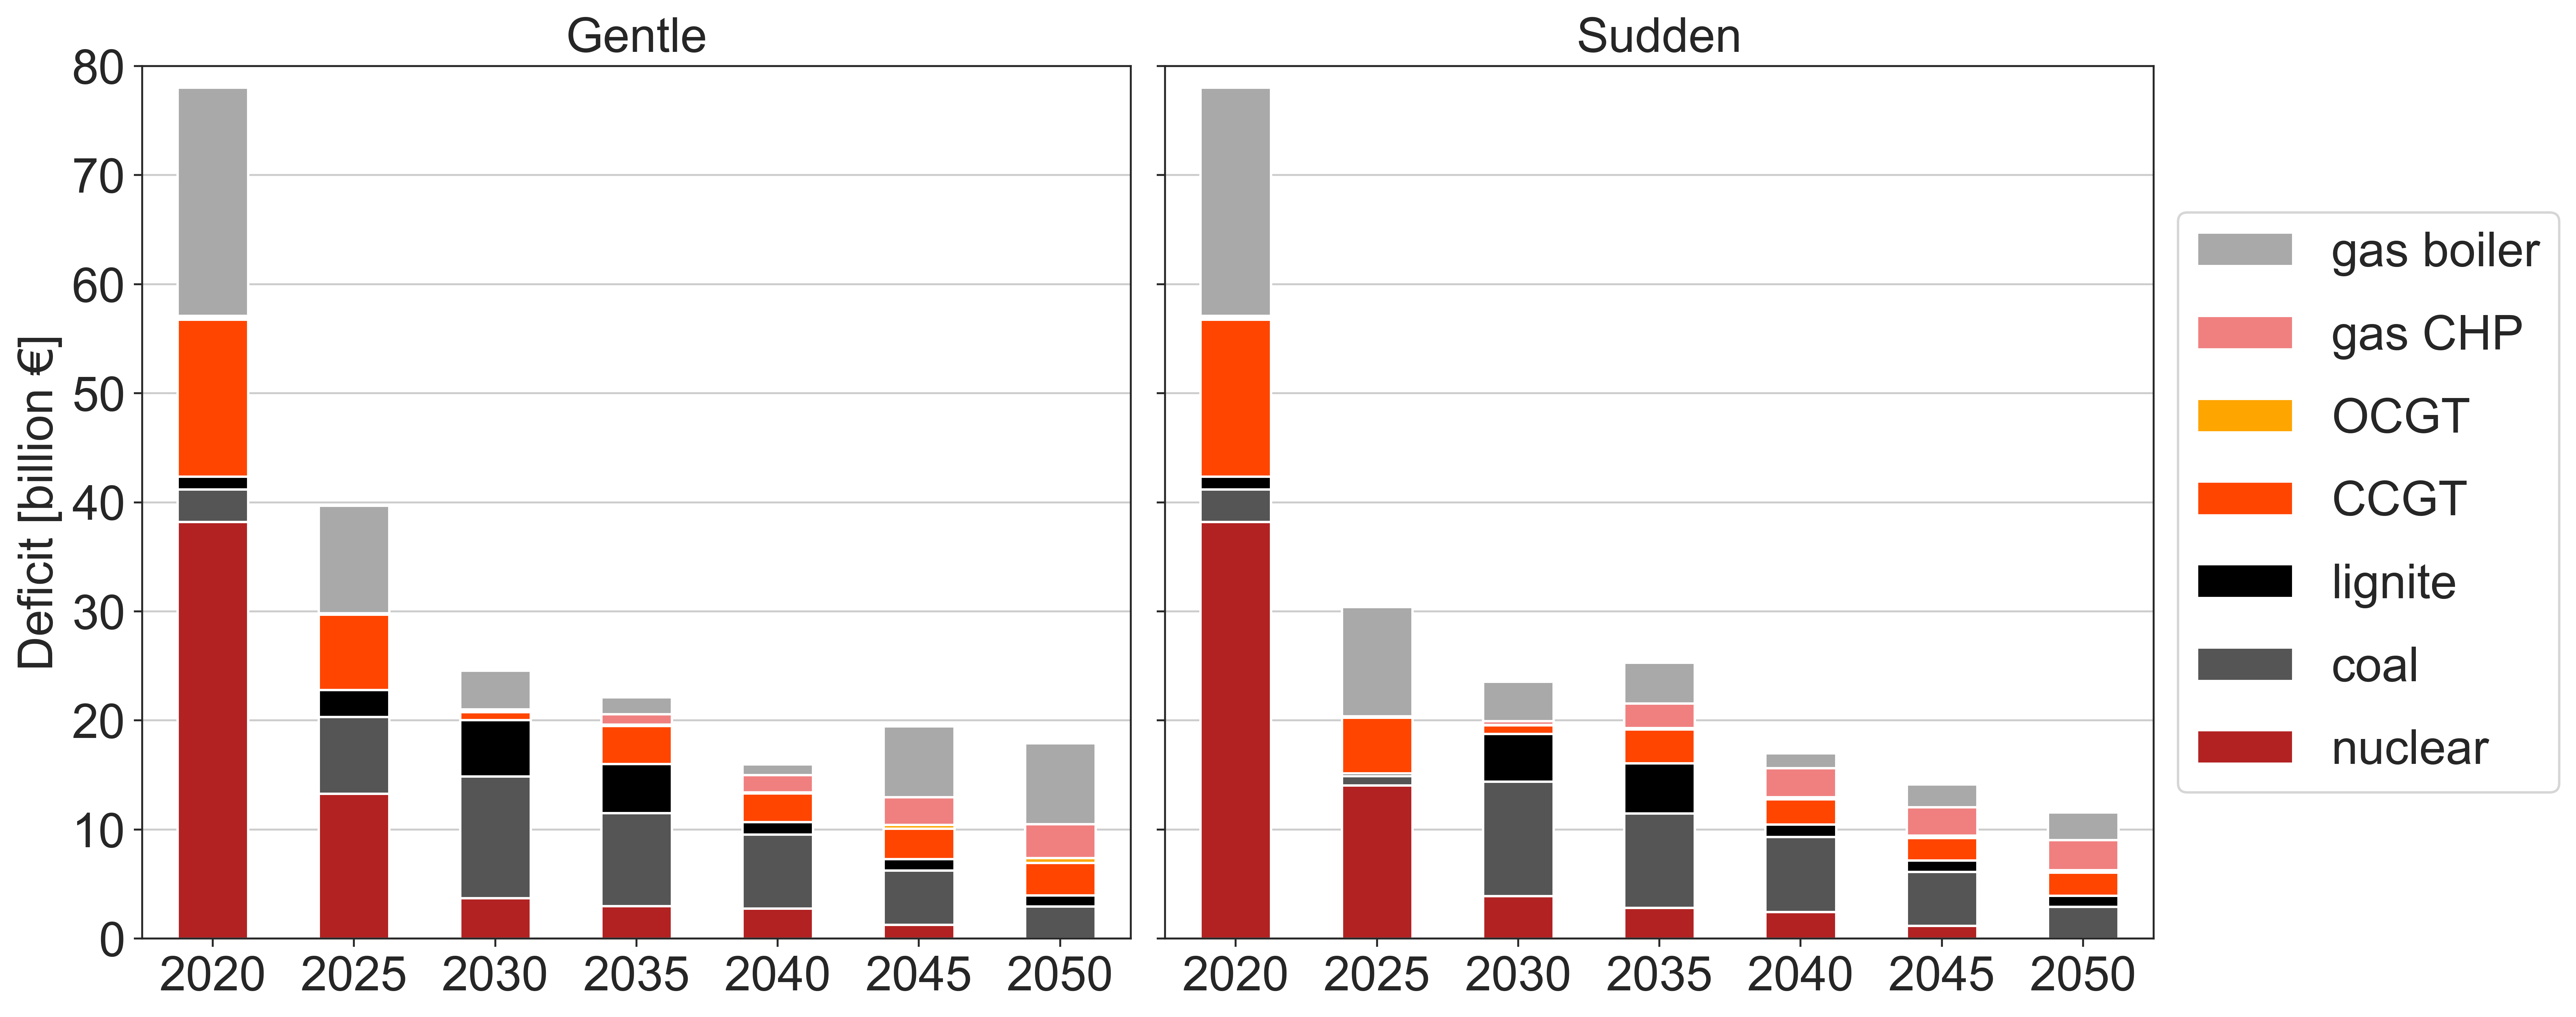 Gentle
Sudden
Deficit [billion €]
80
70
60
50
40
30
20
10
0
2020 2025 2030 2035 2040 2045 2050
2020 2025 2030 2035 2040 2045 2050
gas boiler
gas CHP
OCGT
CCGT
lignite
coal
nuclear